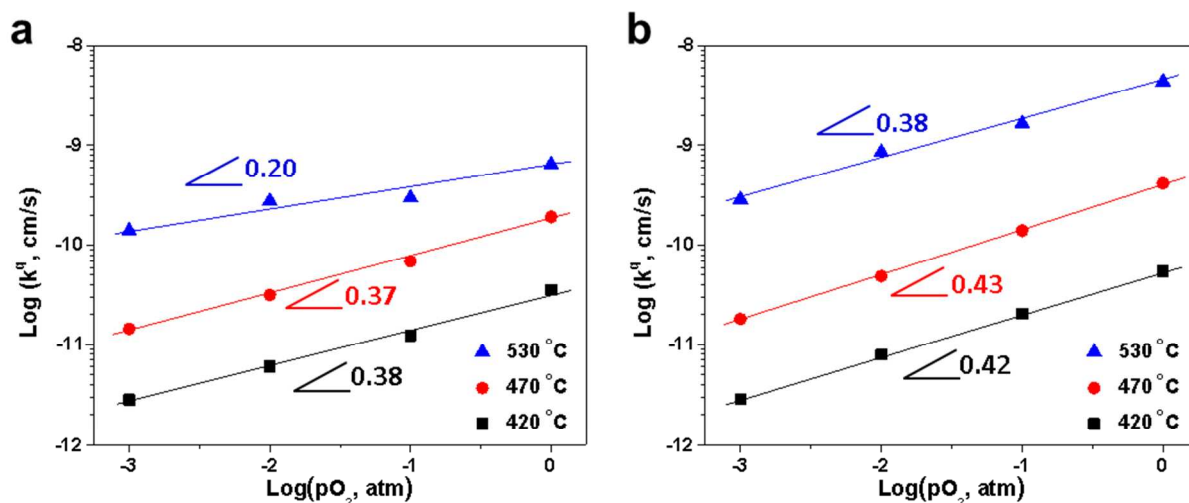 a
-8
-9
-10
-11
-12
Log (k^q, cm/s)
0.20
0.37
0.38
530 °C
470 °C
420 °C
-3
-2
-1
0
Log(pO₂, atm)
b
-8
-9
-10
-11
-12
Log (k^q, cm/s)
0.38
0.43
0.42
530 °C
470 °C
420 °C
-3
-2
-1
0
Log(pO₂, atm)